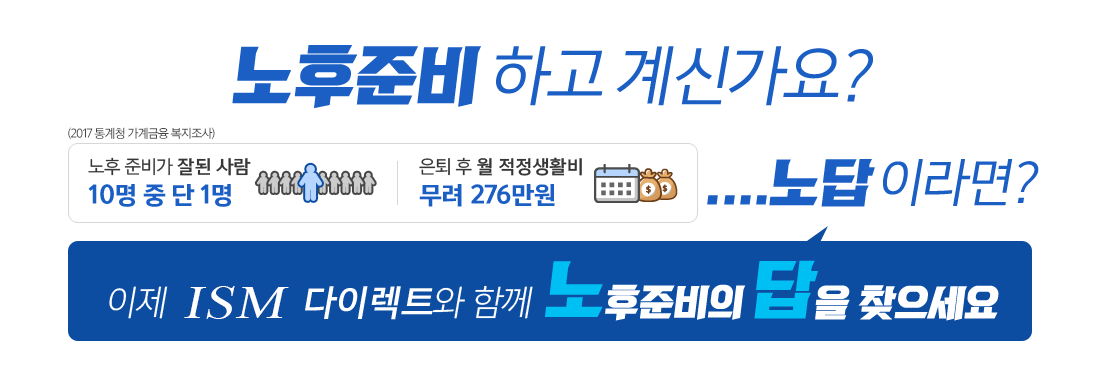 노후준비 하고 계신가요?
(2017 통계청 가계금융 복지조사)
노후 준비가 잘된 사람
10명 중 단 1명
은퇴 후 월 적정생활비
무려 276만원
....노답 이라면?
이제 ISM 다이렉트와 함께 노후준비의 답을 찾으세요